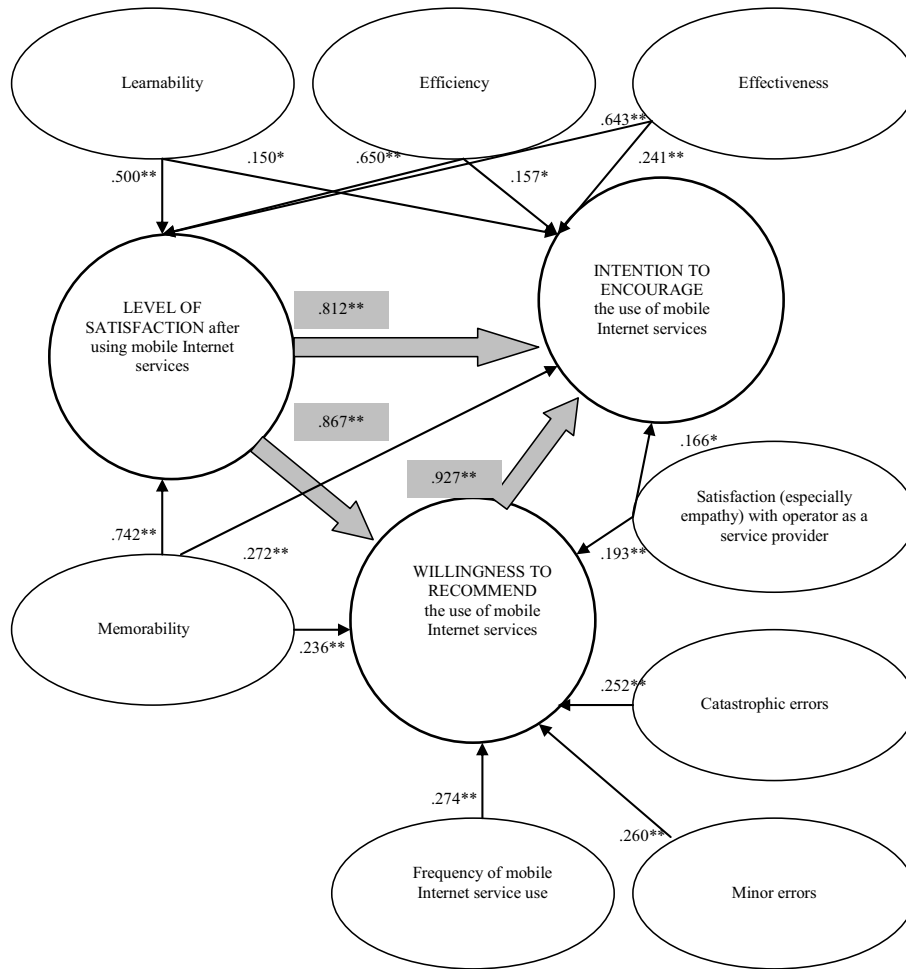 Learnability
Efficiency
Effectiveness
.643**
.150*
.650**
.241**
.500**
.157*
LEVEL OF
SATISFACTION after
using mobile Internet
services
INTENTION TO
ENCOURAGE
the use of mobile
Internet services
.812**
.867**
.927**
.166*
Satisfaction (especially
empathy) with operator as a
service provider
.742**
.272**
.193**
WILLINGNESS TO
RECOMMEND
the use of mobile
Internet services
Memorability
.236**
.252**
Catastrophic errors
.274**
.260**
Frequency of mobile
Internet service use
Minor errors